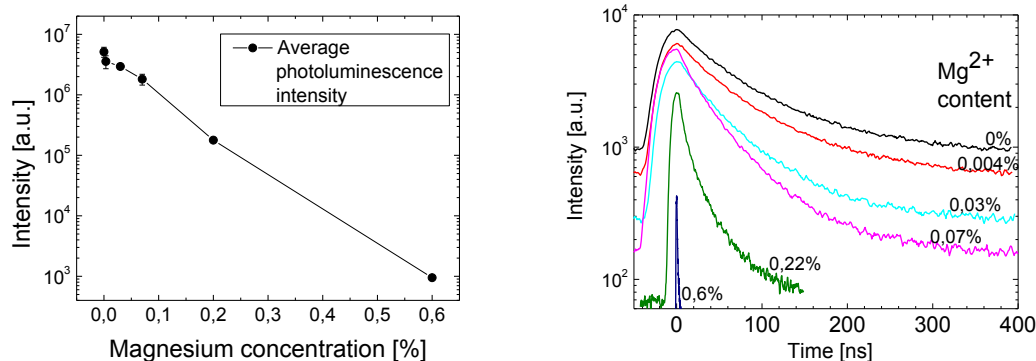 10⁷
10⁶
10⁵
10⁴
10³
Intensity [a.u.]
Average
photoluminescence
intensity
0,0 0,1 0,2 0,3 0,4 0,5 0,6
Magnesium concentration [%]
10⁴
10³
10²
Intensity [a.u.]
Mg²⁺
content
0%
0,004%
0,03%
0,07%
0,22%
0,6%
0 100 200 300 400
Time [ns]